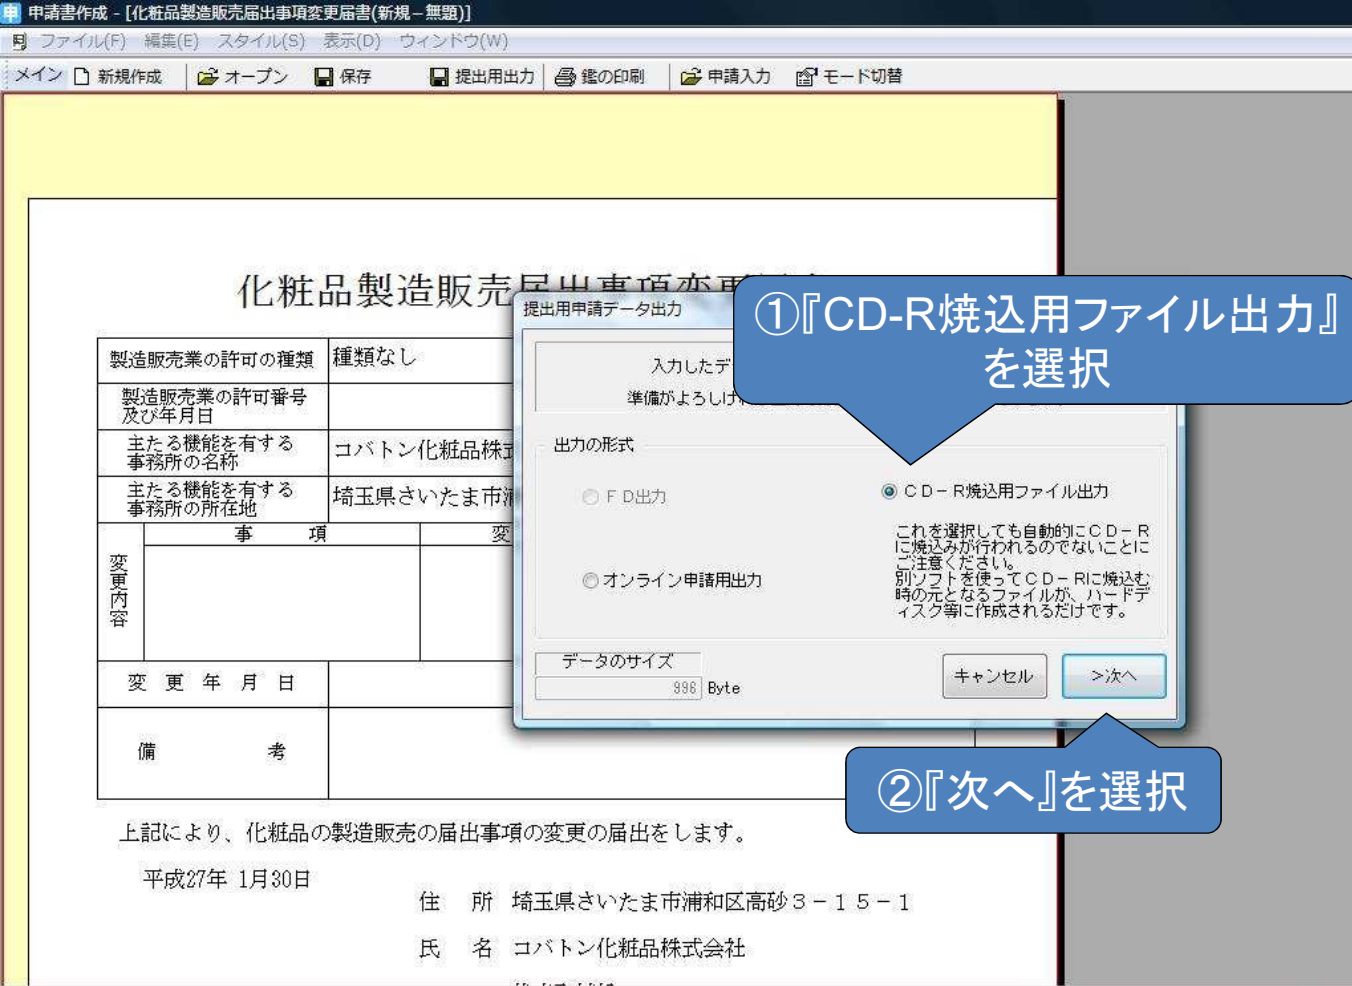 申請書作成 - [化粧品製造販売届出事項変更届書(新規－無題)]
ファイル(F) 編集(E) スタイル(S) 表示(D) ウィンドウ(W)
メイン 新規作成 オープン 保存 提出用出力 鑑の印刷 申請入力 モード切替
化粧品製造販売届出事項変更
製造販売業の許可の種類 種類なし
製造販売業の許可番号
及び年月日
主たる機能を有する
事務所の名称
コバトン化粧品株式
主たる機能を有する
事務所の所在地
埼玉県さいたま市浦
変更内容
事 項
変
変 更 年 月 日
備 考
上記により、化粧品の製造販売の届出事項の変更の届出をします。
平成27年 1月30日
住 所 埼玉県さいたま市浦和区高砂３－１５－１
氏 名 コバトン化粧品株式会社
提出用申請データ出力
入力したデ
準備がよろしけれ
出力の形式
ＦＤ出力
ＣＤ－Ｒ焼込用ファイル出力
これを選択しても自動的にＣＤ－Ｒ
に焼込みが行われるのでないことに
ご注意ください。
別ソフトを使ってＣＤ－Ｒに焼込む
時の元となるファイルが、ハードデ
ィスク等に作成されるだけです。
オンライン申請用出力
データのサイズ
996 Byte
キャンセル >次へ
①『CD-R焼込用ファイル出力』
を選択
②『次へ』を選択